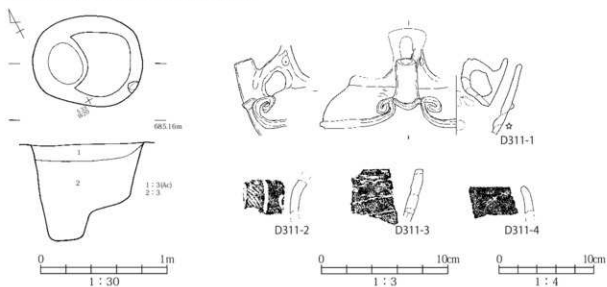 685.16m
1
2
1：3(Ac)
2：3
D311-1
D311-2
D311-3
D311-4
0 1m
1：30
0 10cm
1：3
0 10cm
1：4